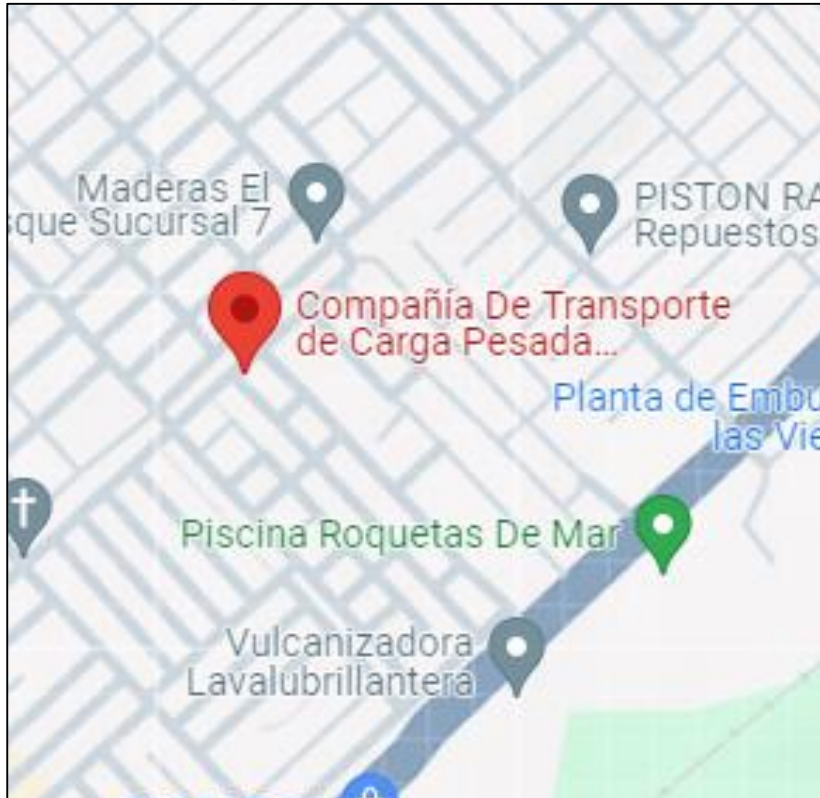 Maderas El
sque Sucursal 7
PISTON RA
Repuestos
Compañía De Transporte
de Carga Pesada...
Planta de Embu
las Vie
Piscina Roquetas De Mar
Vulcanizadora
Lavalubrillantera